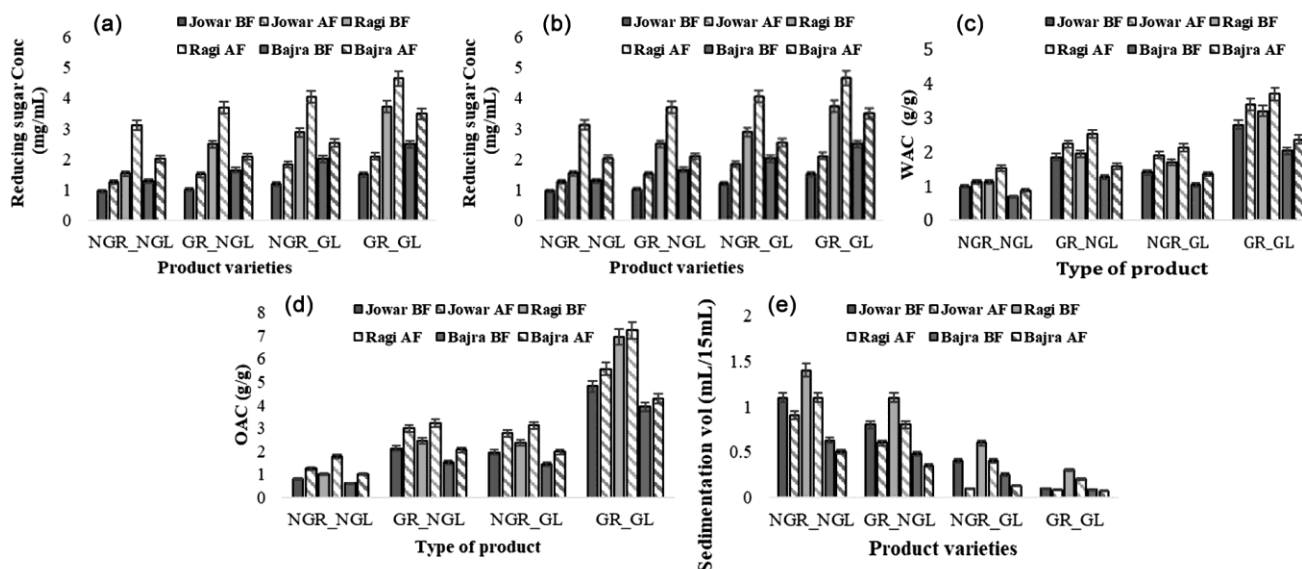 (a)
Jowar BF Jowar AF Ragi BF
Ragi AF Bajra BF Bajra AF
Reducing sugar Conc
(mg/mL)
6
5
4
3
2
1
0
NGR_NGL GR_NGL NGR_GL GR_GL
Product varieties
(b)
Jowar BF Jowar AF Ragi BF
Ragi AF Bajra BF Bajra AF
Reducing sugar Conc
(mg/mL)
6
5
4
3
2
1
0
NGR_NGL GR_NGL NGR_GL GR_GL
Product varieties
(c)
Jowar BF Jowar AF Ragi BF
Ragi AF Bajra BF Bajra AF
WAC (g/g)
5
4
3
2
1
0
NGR_NGL GR_NGL NGR_GL GR_GL
Type of product
(d)
Jowar BF Jowar AF Ragi BF
Ragi AF Bajra BF Bajra AF
OAC (g/g)
8
7
6
5
4
3
2
1
0
NGR_NGL GR_NGL NGR_GL GR_GL
Type of product
(e)
Jowar BF Jowar AF Ragi BF
Ragi AF Bajra BF Bajra AF
Sedimentation vol (mL/15mL)
2
1.5
1
0.5
0
NGR_NGL GR_NGL NGR_GL GR_GL
Product varieties